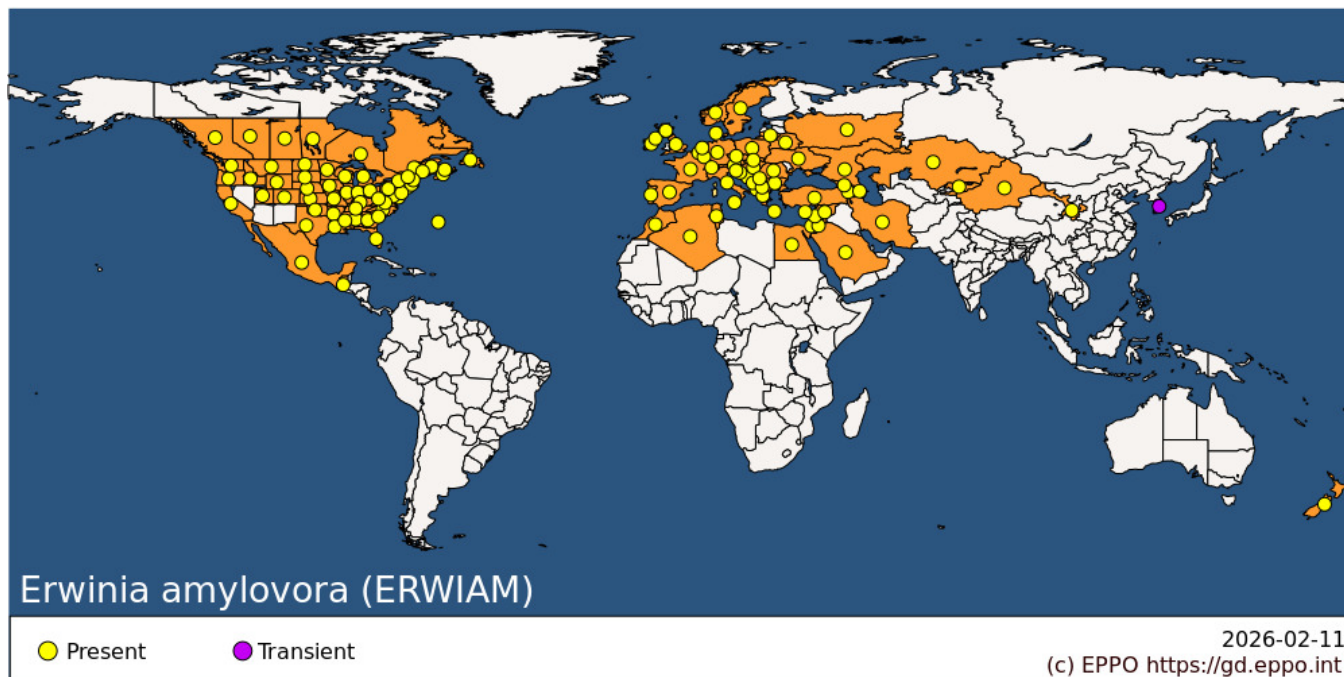 Erwinia amylovora (ERWIAM)
Present
Transient
2026-02-11
(c) EPPO https://gd.eppo.int